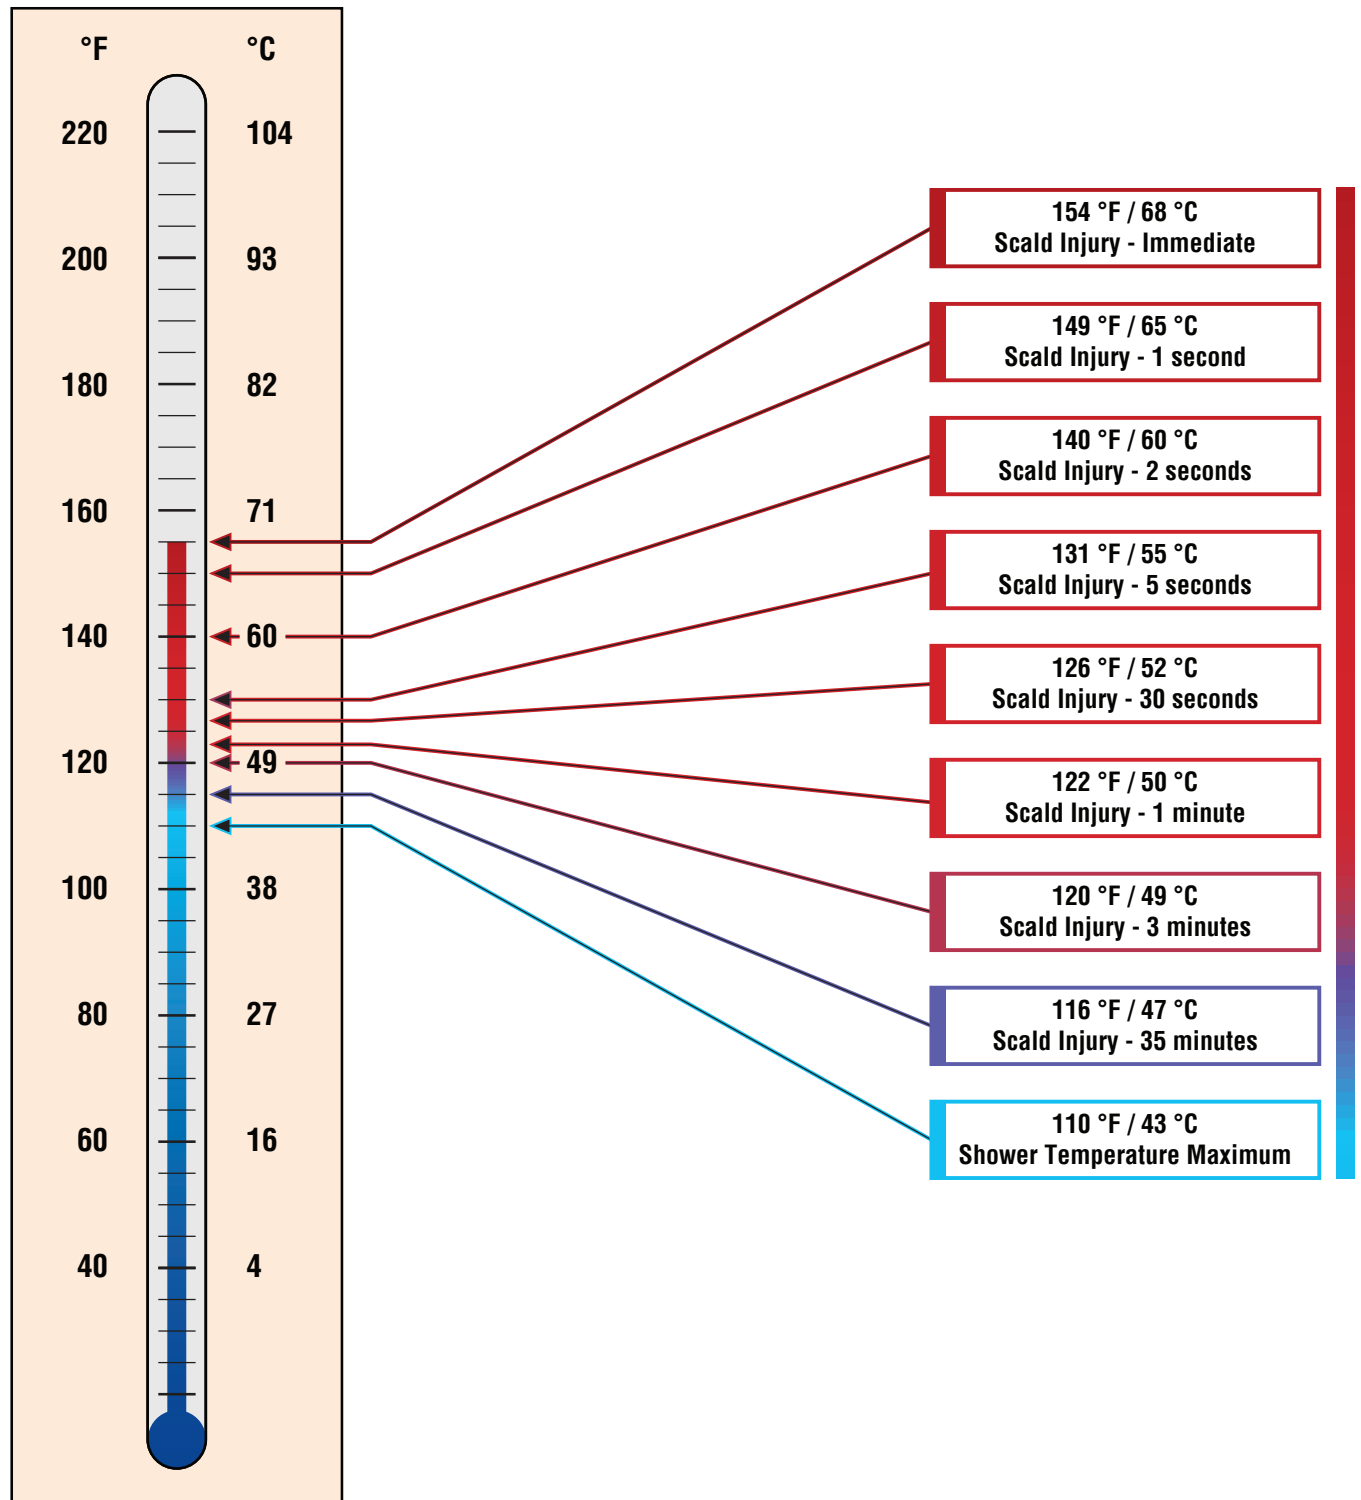 °F °C
220 104
200 93
180 82
160 71
140 60
120 49
100 38
80 27
60 16
40 4
154 °F / 68 °C
Scald Injury - Immediate
149 °F / 65 °C
Scald Injury - 1 second
140 °F / 60 °C
Scald Injury - 2 seconds
131 °F / 55 °C
Scald Injury - 5 seconds
126 °F / 52 °C
Scald Injury - 30 seconds
122 °F / 50 °C
Scald Injury - 1 minute
120 °F / 49 °C
Scald Injury - 3 minutes
116 °F / 47 °C
Scald Injury - 35 minutes
110 °F / 43 °C
Shower Temperature Maximum